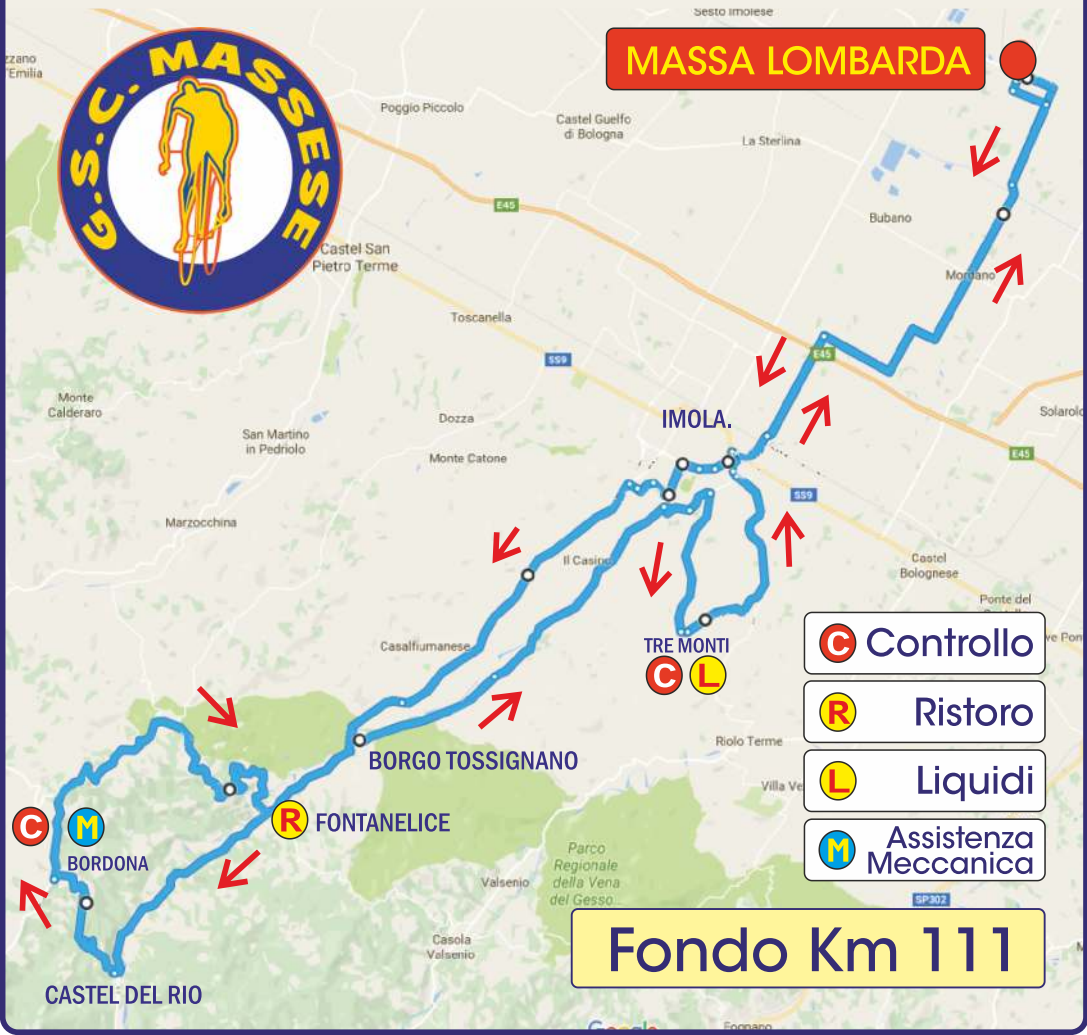 Sesto Imolese
G.S.C. MASSESE
MASSA LOMBARDA
Poggio Piccolo
Castel Guelfo
di Bologna
La Sterlina
E45
Bubano
Castel San
Pietro Terme
Mordano
Toscanella
SS9
E45
Monte
Calderaro
Dozza
IMOLA.
San Martino
in Pedriolo
Monte Catone
E45
SS9
Marzocchina
Il Casino
Castel
Bolognese
Ponte del
Casalfiumanese
TRE MONTI
C L
C Controllo
R Ristoro
L Liquidi
M Assistenza
Meccanica
Riolo Terme
BORGO TOSSIGNANO
C M
BORDONA
R FONTANELICE
Parco
Regionale
della Vena
del Gesso...
Valsenio
SP302
Casola
Valsenio
CASTEL DEL RIO
Fondo Km 111